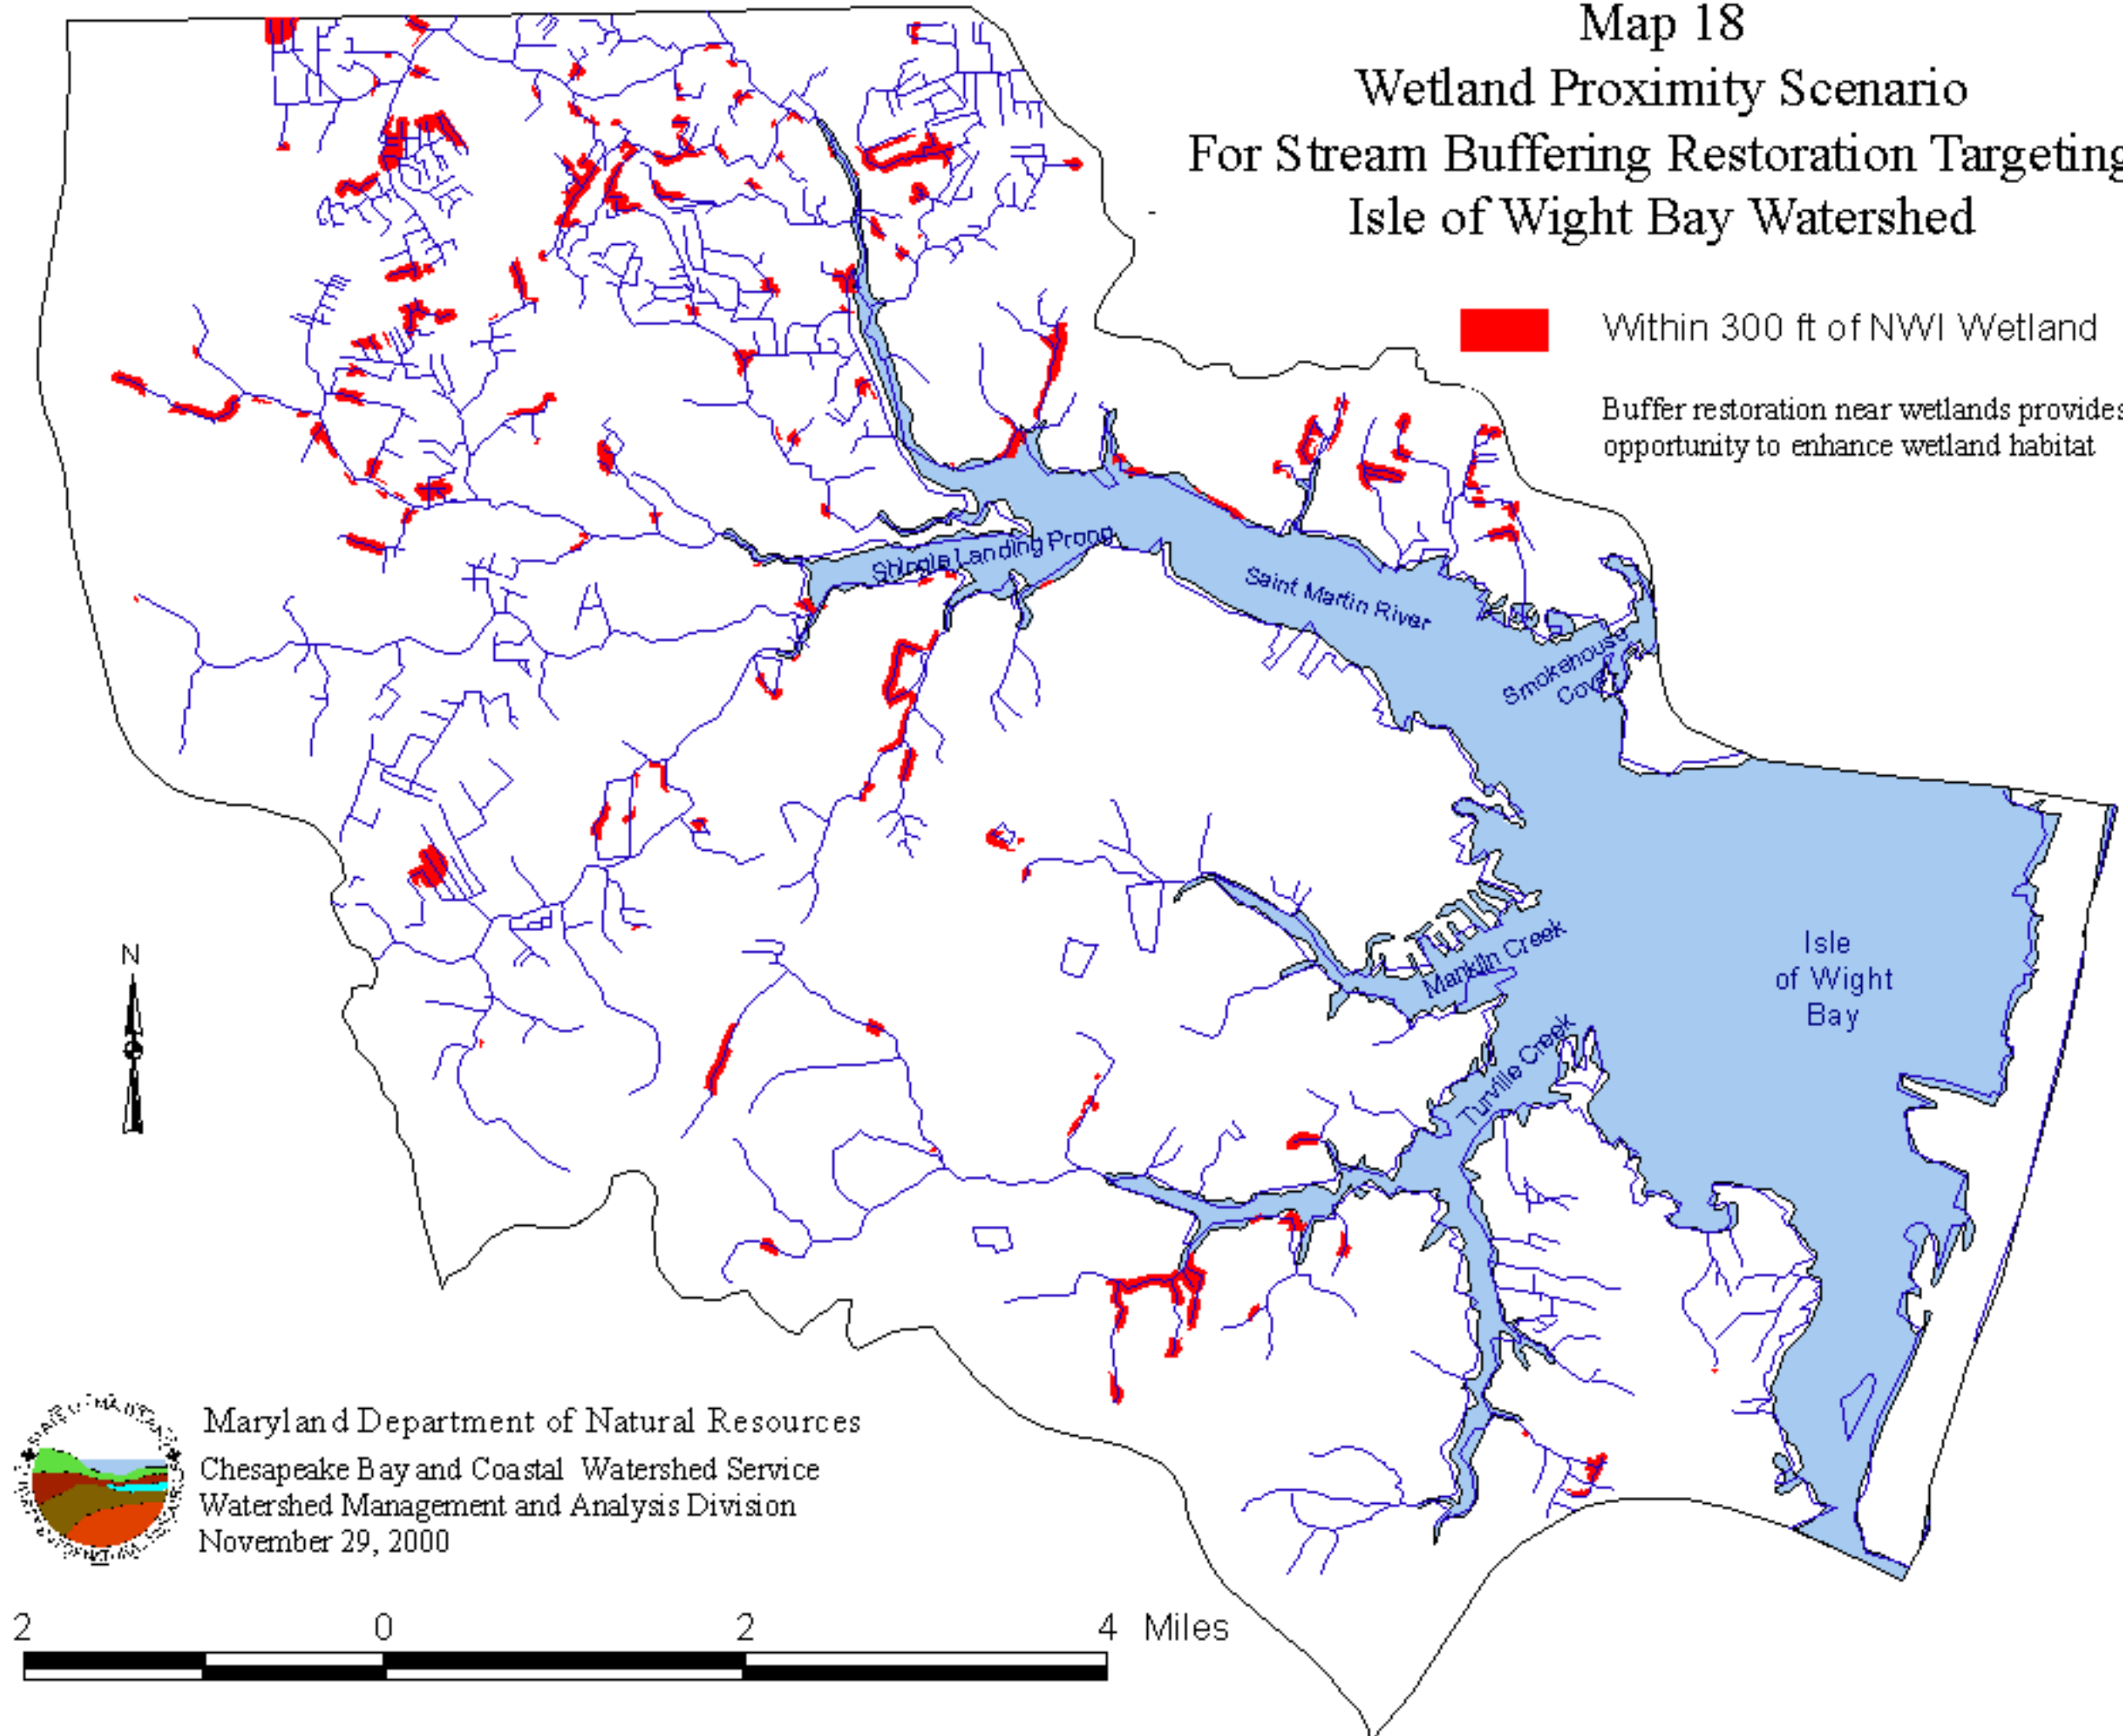 Map 18
Wetland Proximity Scenario
For Stream Buffering Restoration Targeting
Isle of Wight Bay Watershed
Within 300 ft of NWI Wetland
Buffer restoration near wetlands provides
opportunity to enhance wetland habitat
Shingle Landing Prong
Saint Martin River
Smokehouse
Cove
Manklin Creek
Isle
of Wight
Bay
Turville Creek
N
Maryland Department of Natural Resources
Chesapeake Bay and Coastal Watershed Service
Watershed Management and Analysis Division
November 29, 2000
2 0 2 4 Miles